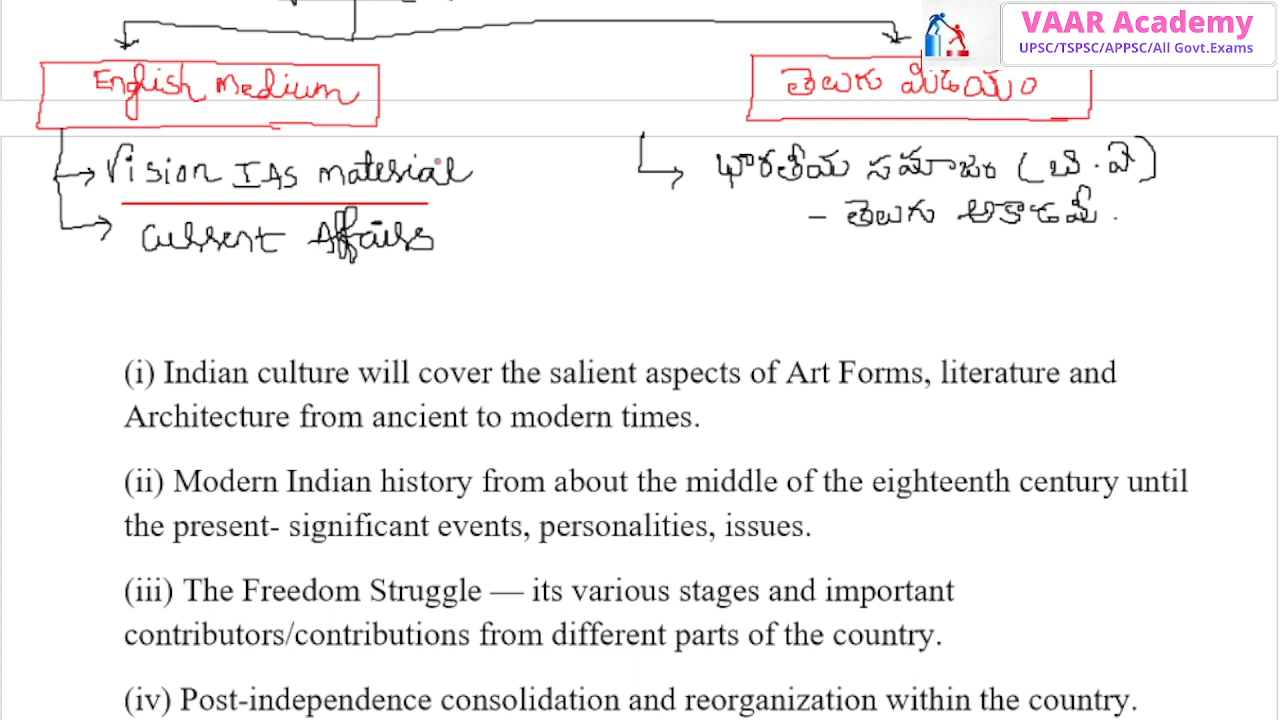 VAAR Academy
UPSC/TSPSC/APPSC/All Govt.Exams
English Medium
తెలుగు మీడియం
Vision IAS material
Current Affairs
భారతీయ సమాజం (బి.ఏ)
- తెలుగు అకాడమీ.
(i) Indian culture will cover the salient aspects of Art Forms, literature and
Architecture from ancient to modern times.
(ii) Modern Indian history from about the middle of the eighteenth century until
the present- significant events, personalities, issues.
(iii) The Freedom Struggle — its various stages and important
contributors/contributions from different parts of the country.
(iv) Post-independence consolidation and reorganization within the country.